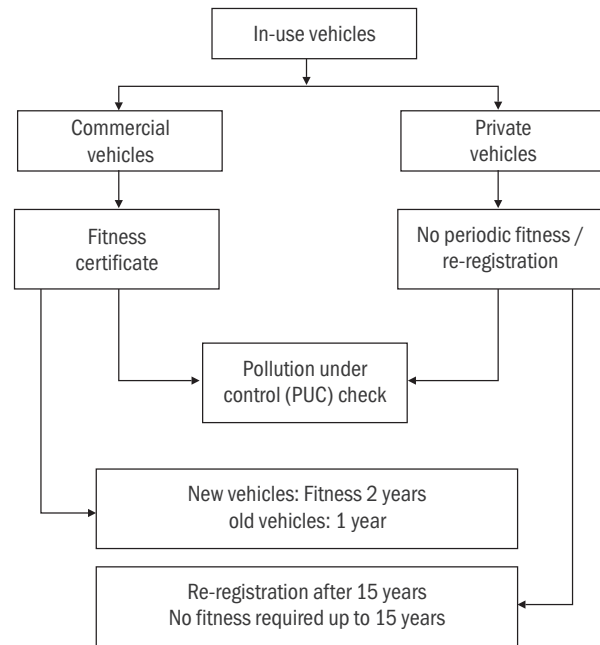 In-use vehicles
Commercial
vehicles
Private
vehicles
Fitness
certificate
No periodic fitness /
re-registration
Pollution under
control (PUC) check
New vehicles: Fitness 2 years
old vehicles: 1 year
Re-registration after 15 years
No fitness required up to 15 years